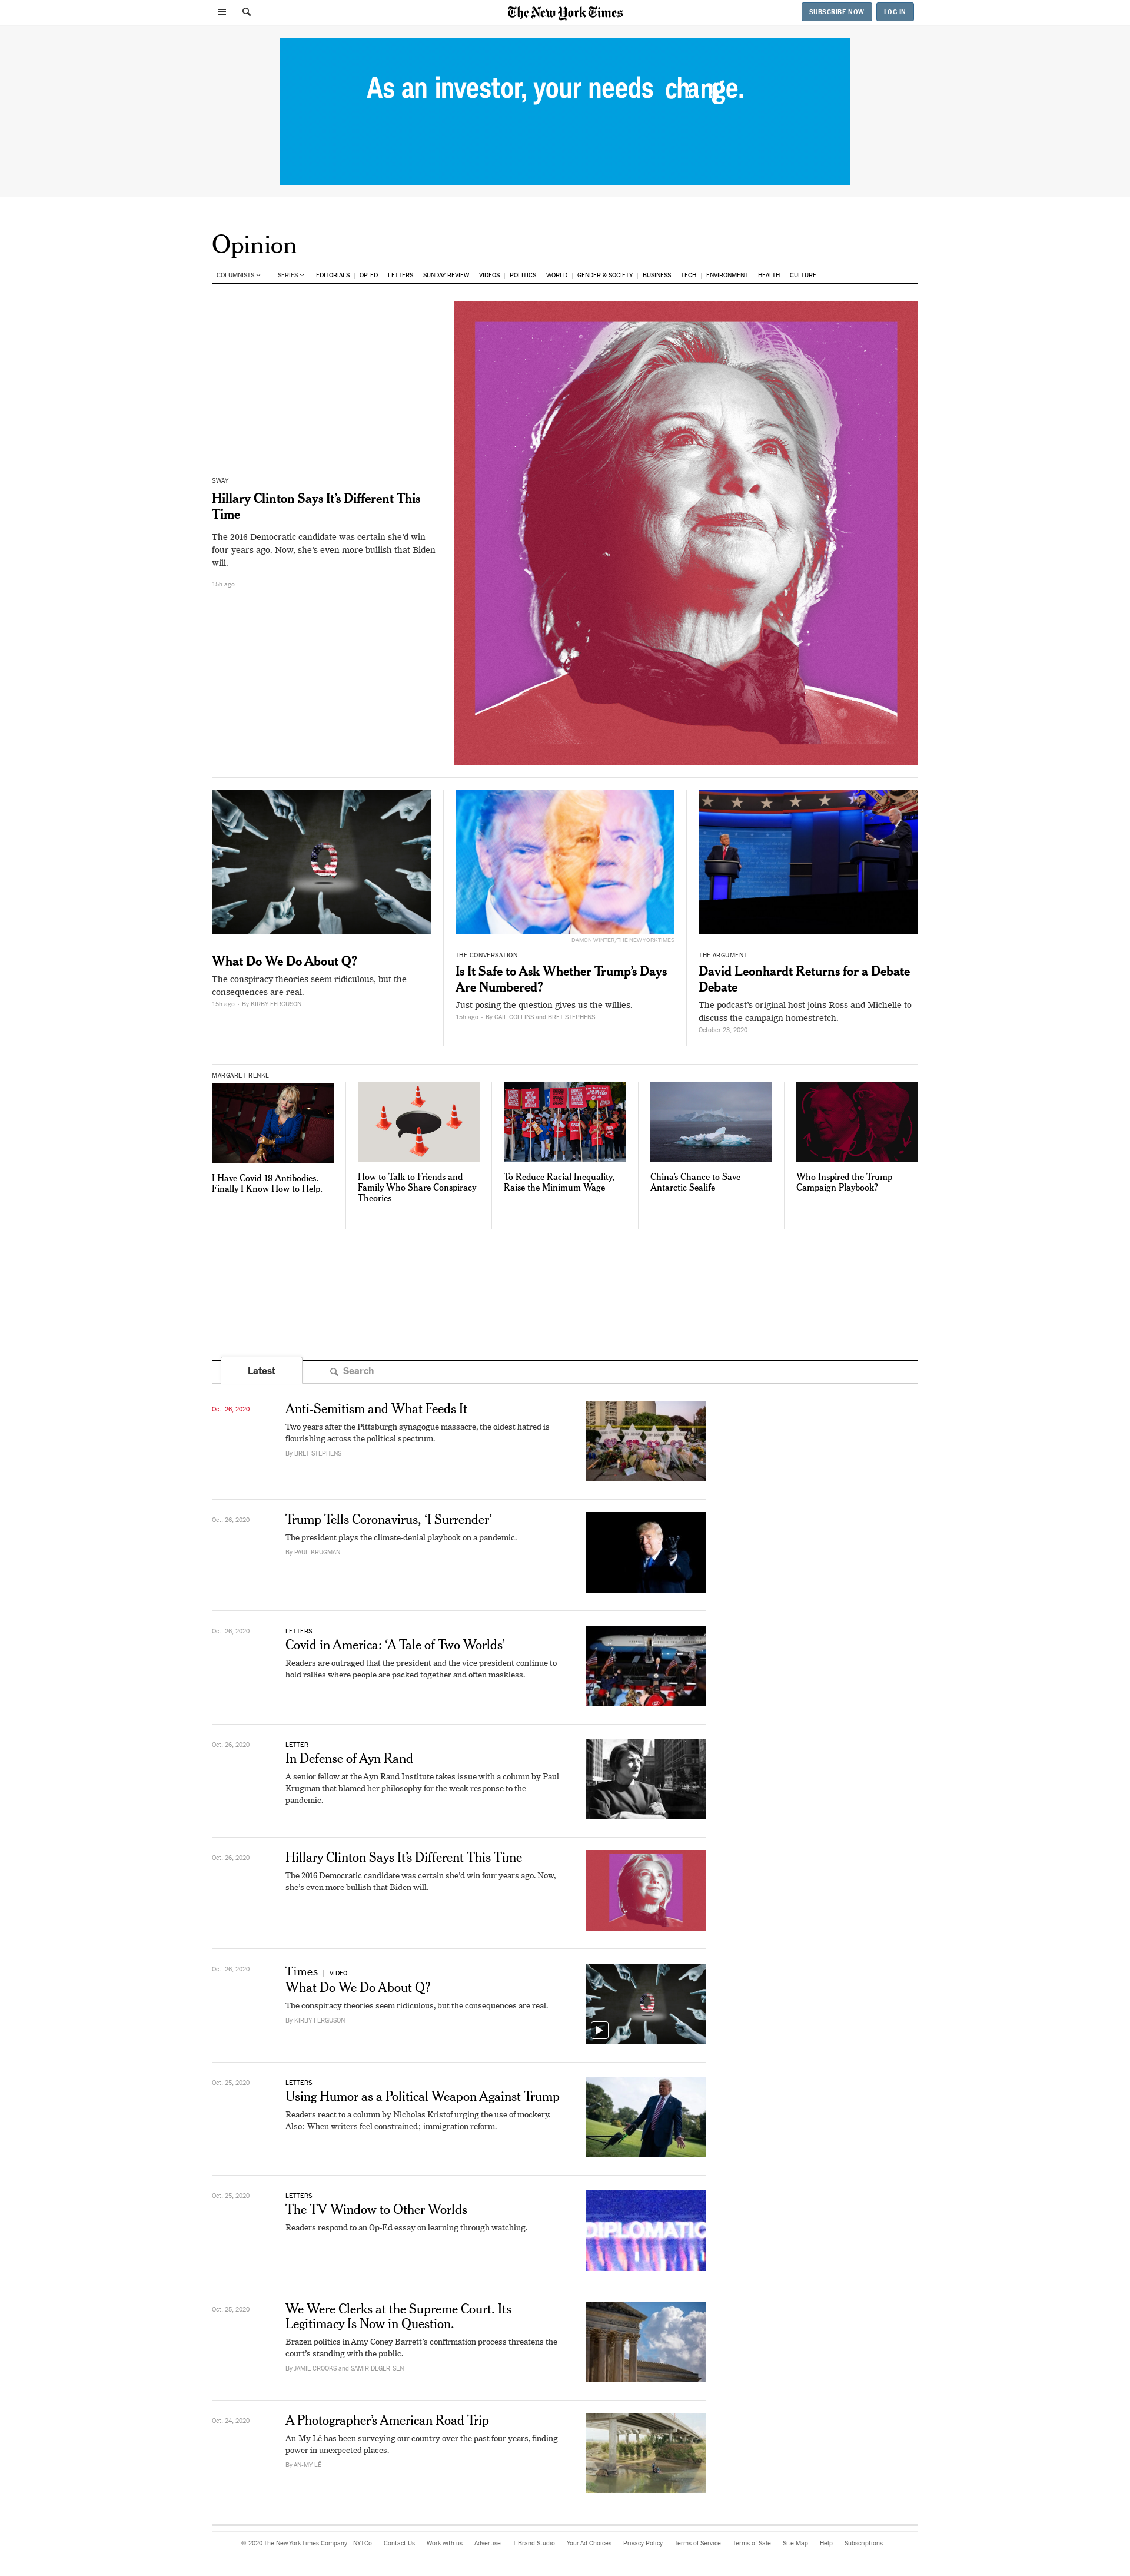 The New York Times
SUBSCRIBE NOW
LOG IN
As an investor, your needs change.
Opinion
COLUMNISTS SERIES EDITORIALS OP-ED LETTERS SUNDAY REVIEW VIDEOS POLITICS WORLD GENDER & SOCIETY BUSINESS TECH ENVIRONMENT HEALTH CULTURE
SWAY
Hillary Clinton Says It’s Different This
Time
The 2016 Democratic candidate was certain she’d win
four years ago. Now, she’s even more bullish that Biden
will.
15h ago
What Do We Do About Q?
The conspiracy theories seem ridiculous, but the
consequences are real.
15h ago - By KIRBY FERGUSON
DAMON WINTER/THE NEW YORK TIMES
THE CONVERSATION
Is It Safe to Ask Whether Trump’s Days
Are Numbered?
Just posing the question gives us the willies.
15h ago - By GAIL COLLINS and BRET STEPHENS
THE ARGUMENT
David Leonhardt Returns for a Debate
Debate
The podcast’s original host joins Ross and Michelle to
discuss the campaign homestretch.
October 23, 2020
MARGARET RENKL
I Have Covid-19 Antibodies.
Finally I Know How to Help.
How to Talk to Friends and
Family Who Share Conspiracy
Theories
To Reduce Racial Inequality,
Raise the Minimum Wage
China’s Chance to Save
Antarctic Sealife
Who Inspired the Trump
Campaign Playbook?
Latest
Search
Oct. 26, 2020
Anti-Semitism and What Feeds It
Two years after the Pittsburgh synagogue massacre, the oldest hatred is
flourishing across the political spectrum.
By BRET STEPHENS
Oct. 26, 2020
Trump Tells Coronavirus, ‘I Surrender’
The president plays the climate-denial playbook on a pandemic.
By PAUL KRUGMAN
Oct. 26, 2020
LETTERS
Covid in America: ‘A Tale of Two Worlds’
Readers are outraged that the president and the vice president continue to
hold rallies where people are packed together and often maskless.
Oct. 26, 2020
LETTER
In Defense of Ayn Rand
A senior fellow at the Ayn Rand Institute takes issue with a column by Paul
Krugman that blamed her philosophy for the weak response to the
pandemic.
Oct. 26, 2020
Hillary Clinton Says It’s Different This Time
The 2016 Democratic candidate was certain she’d win four years ago. Now,
she’s even more bullish that Biden will.
Oct. 26, 2020
Times | VIDEO
What Do We Do About Q?
The conspiracy theories seem ridiculous, but the consequences are real.
By KIRBY FERGUSON
Oct. 25, 2020
LETTERS
Using Humor as a Political Weapon Against Trump
Readers react to a column by Nicholas Kristof urging the use of mockery.
Also: When writers feel constrained; immigration reform.
Oct. 25, 2020
LETTERS
The TV Window to Other Worlds
Readers respond to an Op-Ed essay on learning through watching.
DIPLOMATIC
Oct. 25, 2020
We Were Clerks at the Supreme Court. Its
Legitimacy Is Now in Question.
Brazen politics in Amy Coney Barrett’s confirmation process threatens the
court’s standing with the public.
By JAMIE CROOKS and SAMIR DEGER-SEN
Oct. 24, 2020
A Photographer’s American Road Trip
An-My Lê has been surveying our country over the past four years, finding
power in unexpected places.
By AN-MY LÊ
© 2020 The New York Times Company NYTCo Contact Us Work with us Advertise T Brand Studio Your Ad Choices Privacy Policy Terms of Service Terms of Sale Site Map Help Subscriptions